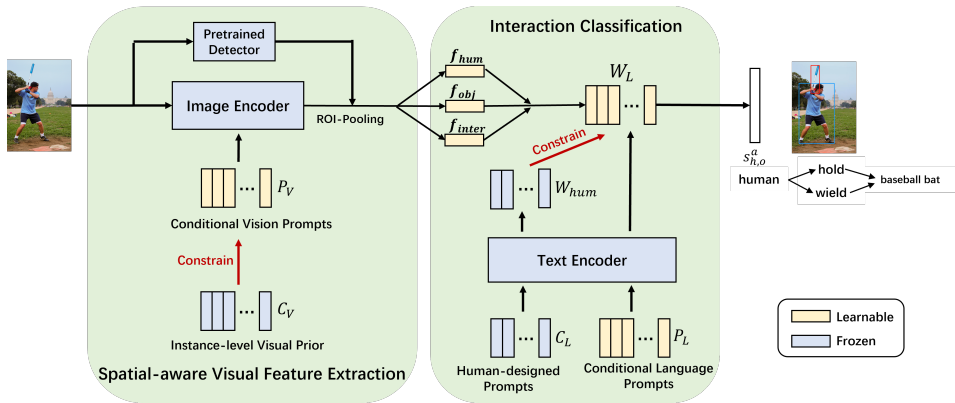 Interaction Classification
Pretrained
Detector
Image Encoder
ROI-Pooling
f_hum
f_obj
f_inter
W_L
Constrain
P_V
Conditional Vision Prompts
Constrain
C_V
Instance-level Visual Prior
Spatial-aware Visual Feature Extraction
W_hum
Text Encoder
C_L
P_L
Human-designed
Prompts
Conditional Language
Prompts
S^a_{h,o}
human
hold
wield
baseball bat
Learnable
Frozen